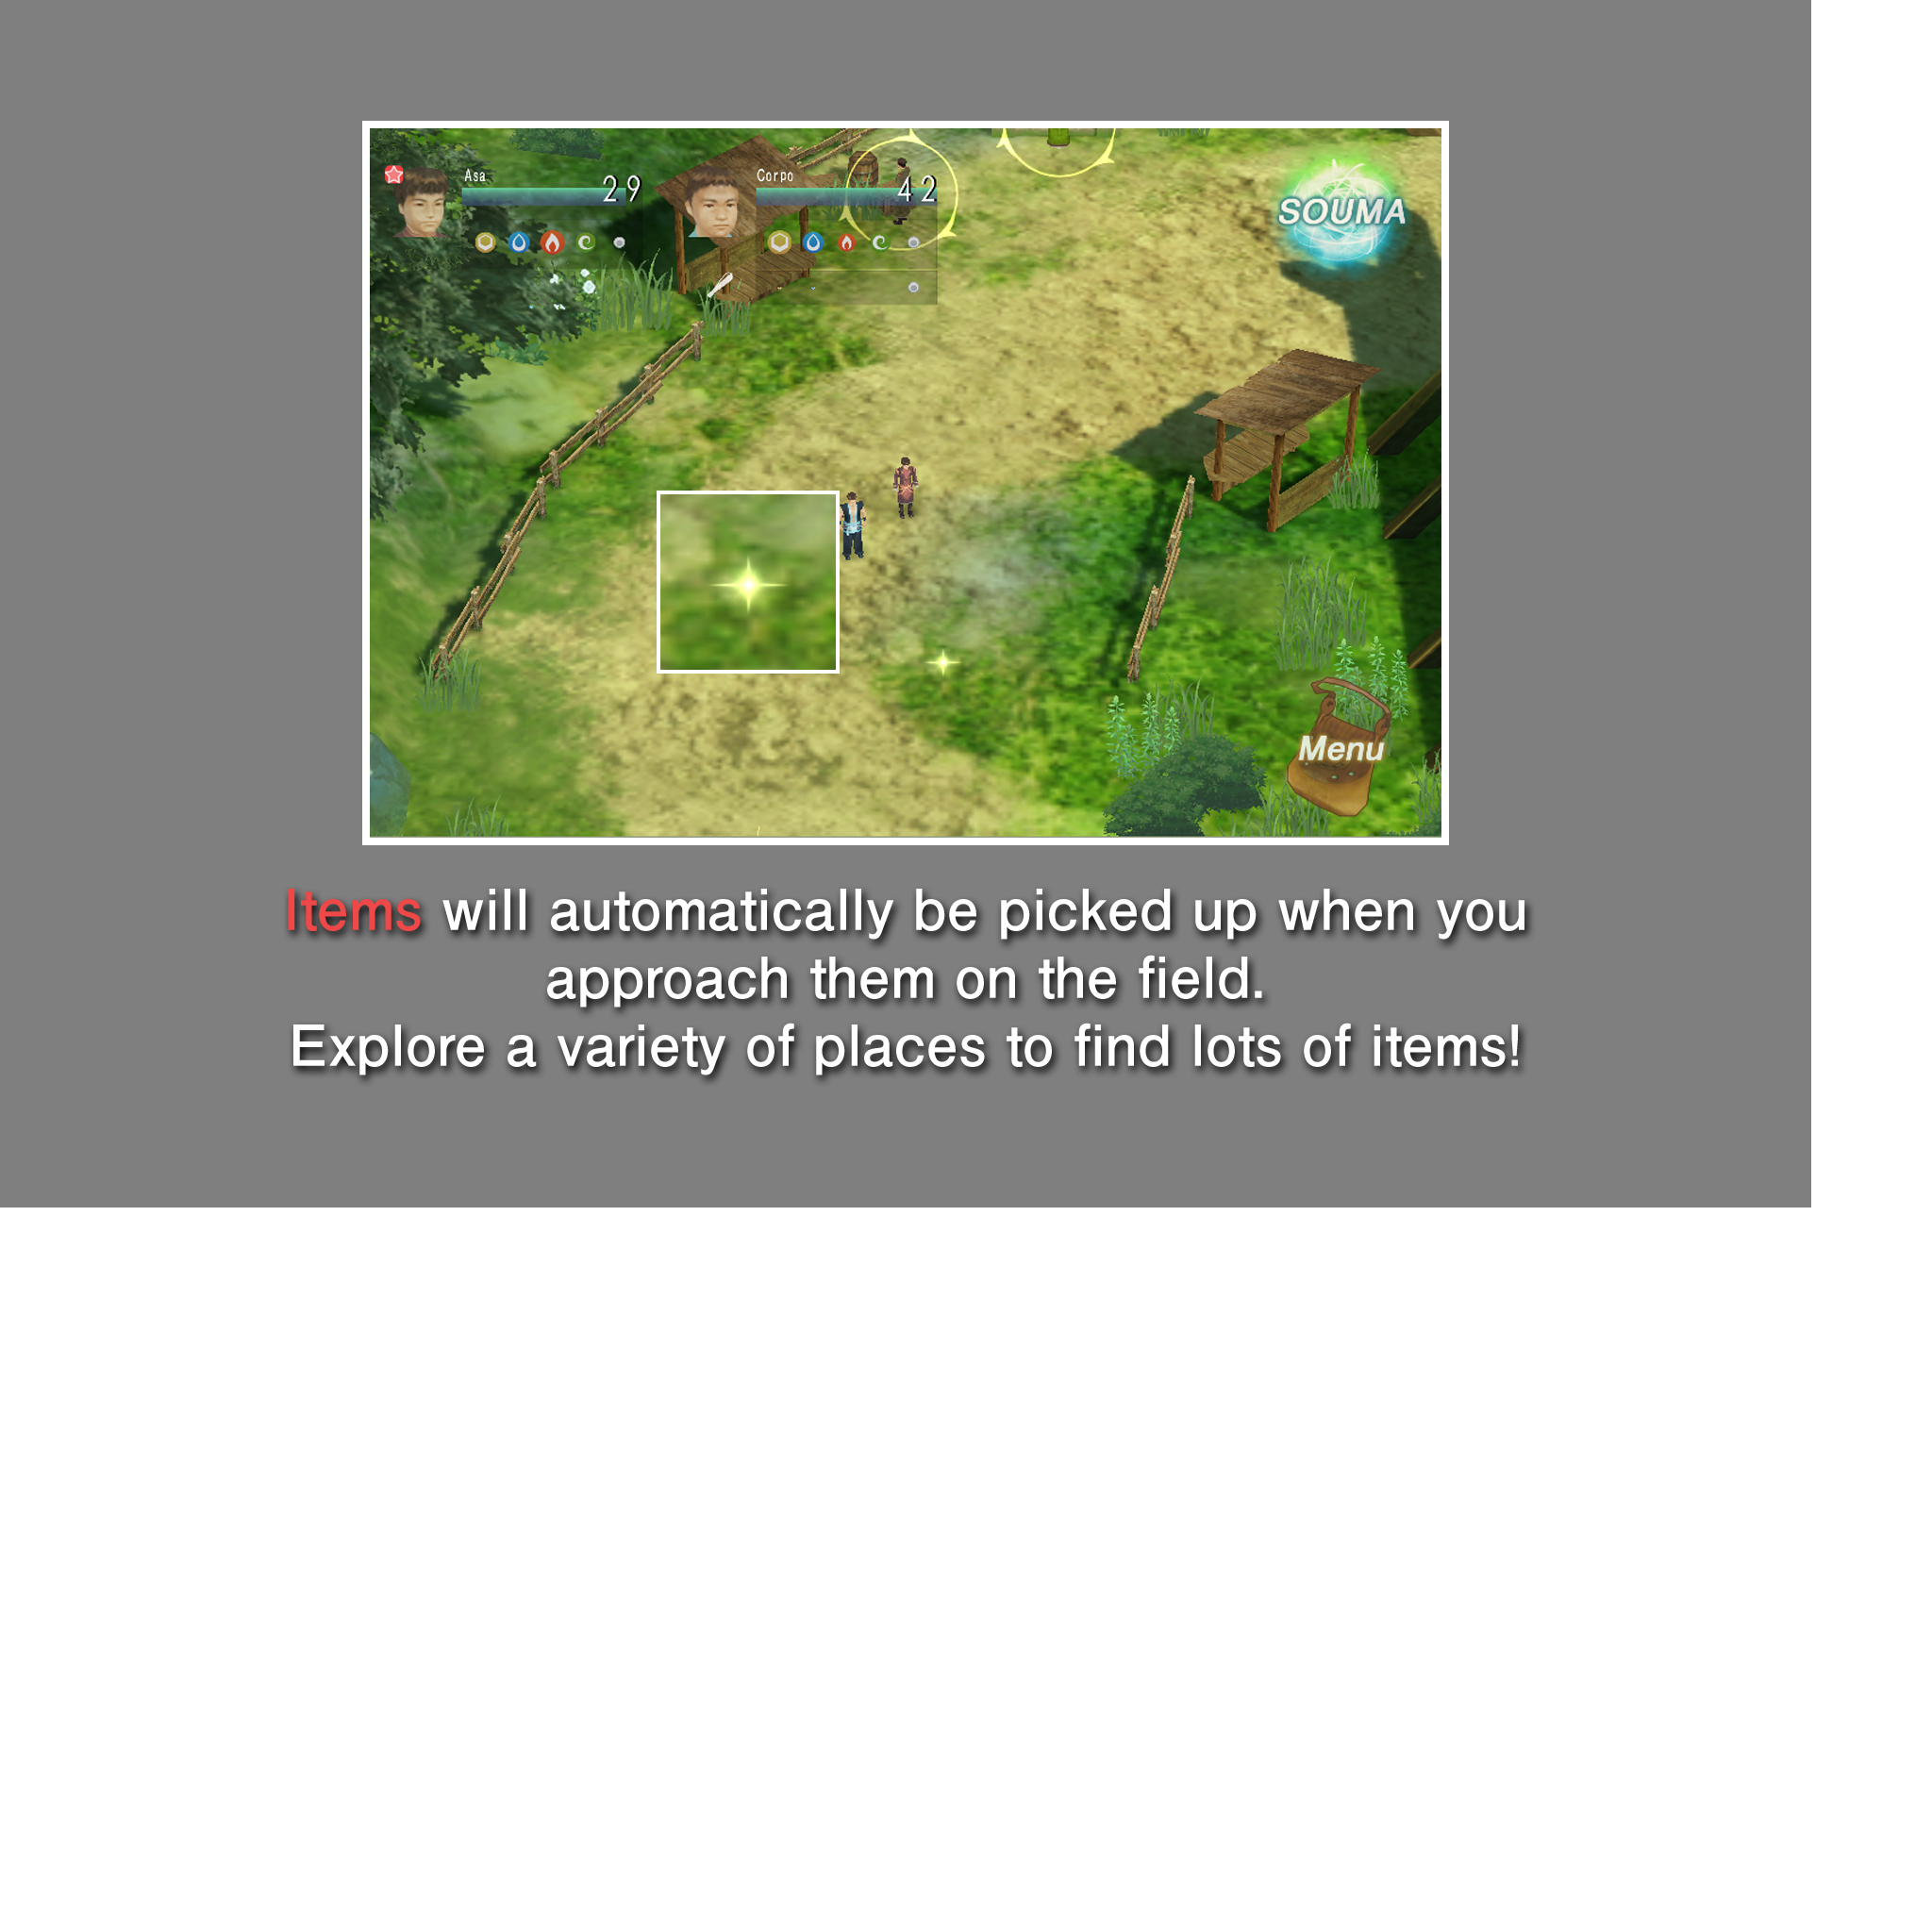 Asa
29
Corpo
42
SOUMA
Menu
Items will automatically be picked up when you
approach them on the field.
Explore a variety of places to find lots of items!